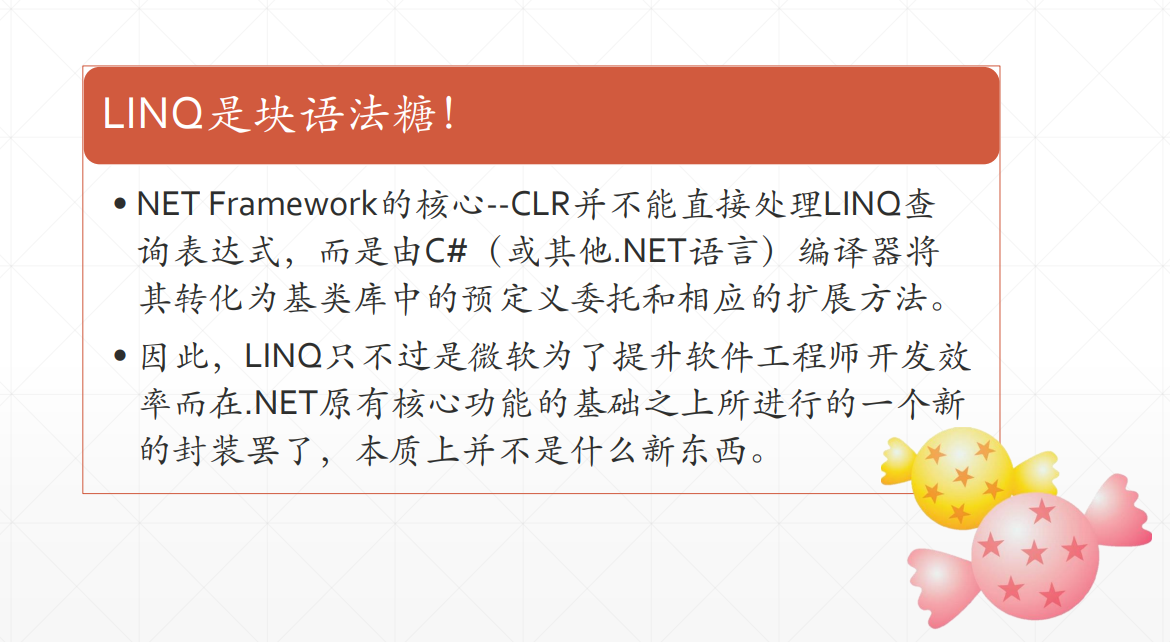 LINQ是块语法糖！
• NET Framework的核心--CLR并不能直接处理LINQ查
询表达式，而是由C#（或其他.NET语言）编译器将
其转化为基类库中的预定义委托和相应的扩展方法。
• 因此，LINQ只不过是微软为了提升软件工程师开发效
率而在.NET原有核心功能的基础之上所进行的一个新
的封装罢了，本质上并不是什么新东西。